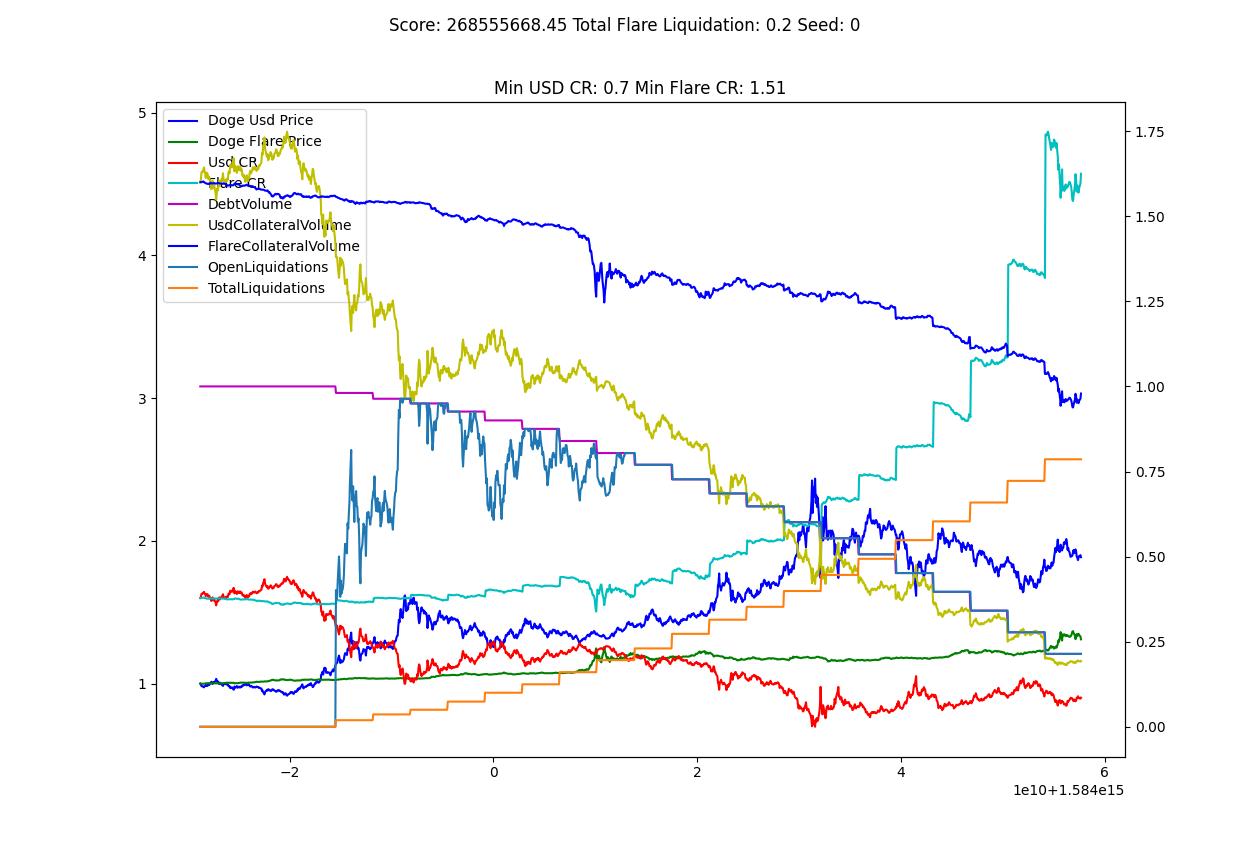 Score: 268555668.45 Total Flare Liquidation: 0.2 Seed: 0
Min USD CR: 0.7 Min Flare CR: 1.51
Doge Usd Price
Doge Flare Price
Usd CR
Flare CR
DebtVolume
UsdCollateralVolume
FlareCollateralVolume
OpenLiquidations
TotalLiquidations
5
4
3
2
1
1.75
1.50
1.25
1.00
0.75
0.50
0.25
0.00
−2 0 2 4 6
1e10+1.584e15